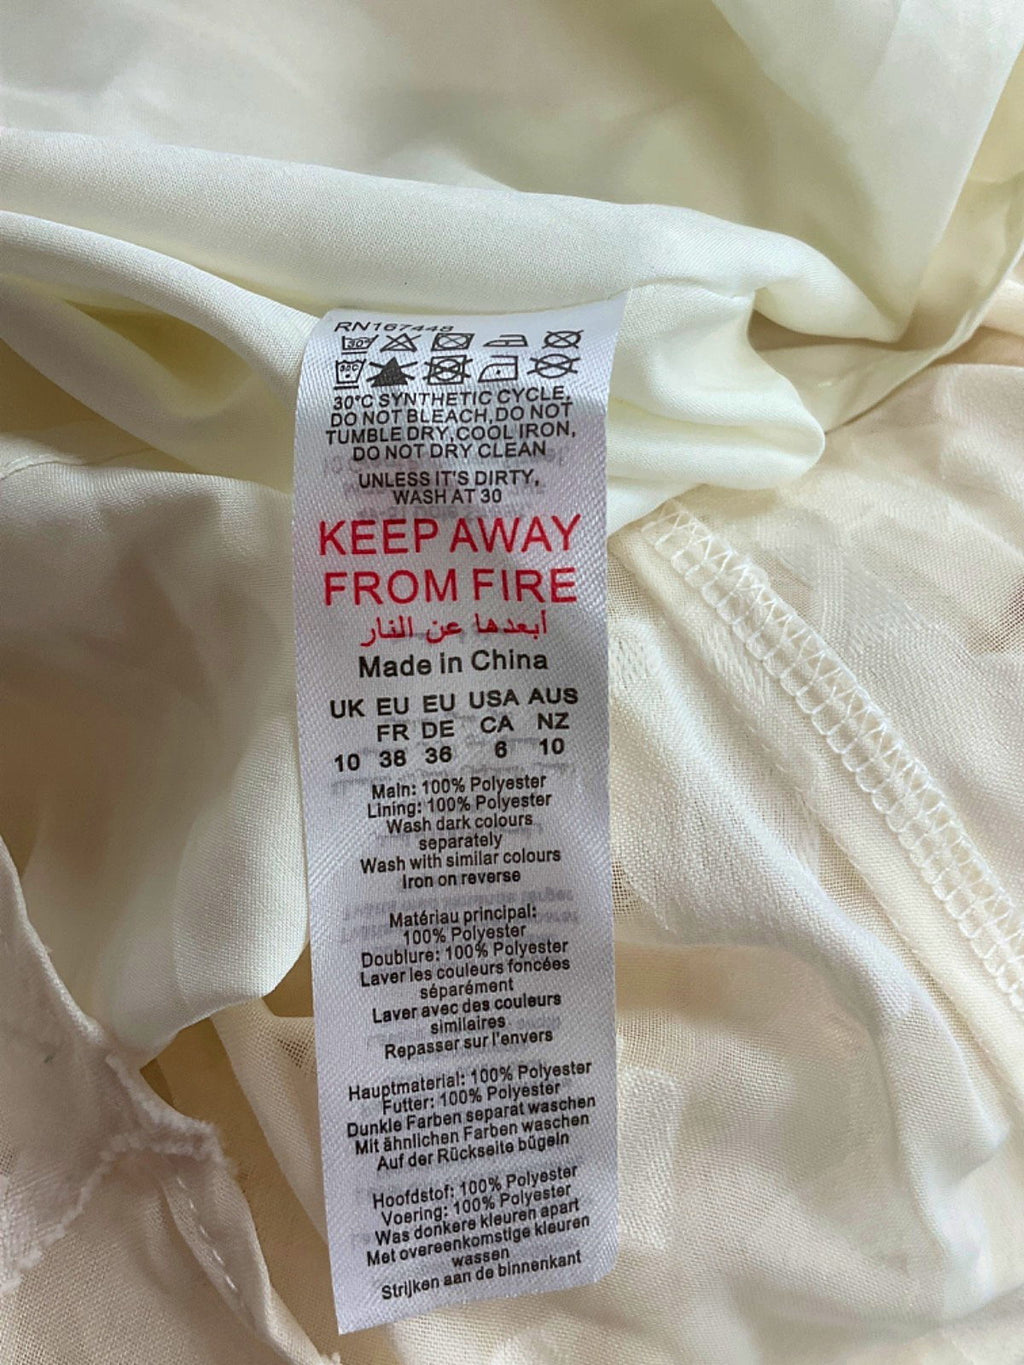 RN167448
30°
30°C
30°C SYNTHETIC CYCLE,
DO NOT BLEACH, DO NOT
TUMBLE DRY, COOL IRON,
DO NOT DRY CLEAN
UNLESS IT'S DIRTY,
WASH AT 30
KEEP AWAY
FROM FIRE
أبعدها عن النار
Made in China
UK EU EU USA AUS
FR DE CA NZ
10 38 36 6 10
Main: 100% Polyester
Lining: 100% Polyester
Wash dark colours
separately
Wash with similar colours
Iron on reverse
Matériau principal:
100% Polyester
Doublure: 100% Polyester
Laver les couleurs foncées
séparément
Laver avec des couleurs
similaires
Repasser sur l'envers
Hauptmaterial: 100% Polyester
Futter: 100% Polyester
Dunkle Farben separat waschen
Mit ähnlichen Farben waschen
Auf der Rückseite bügeln
Hoofdstof: 100% Polyester
Voering: 100% Polyester
Was donkere kleuren apart
Met overeenkomstige kleuren
wassen
Strijken aan de binnenkant